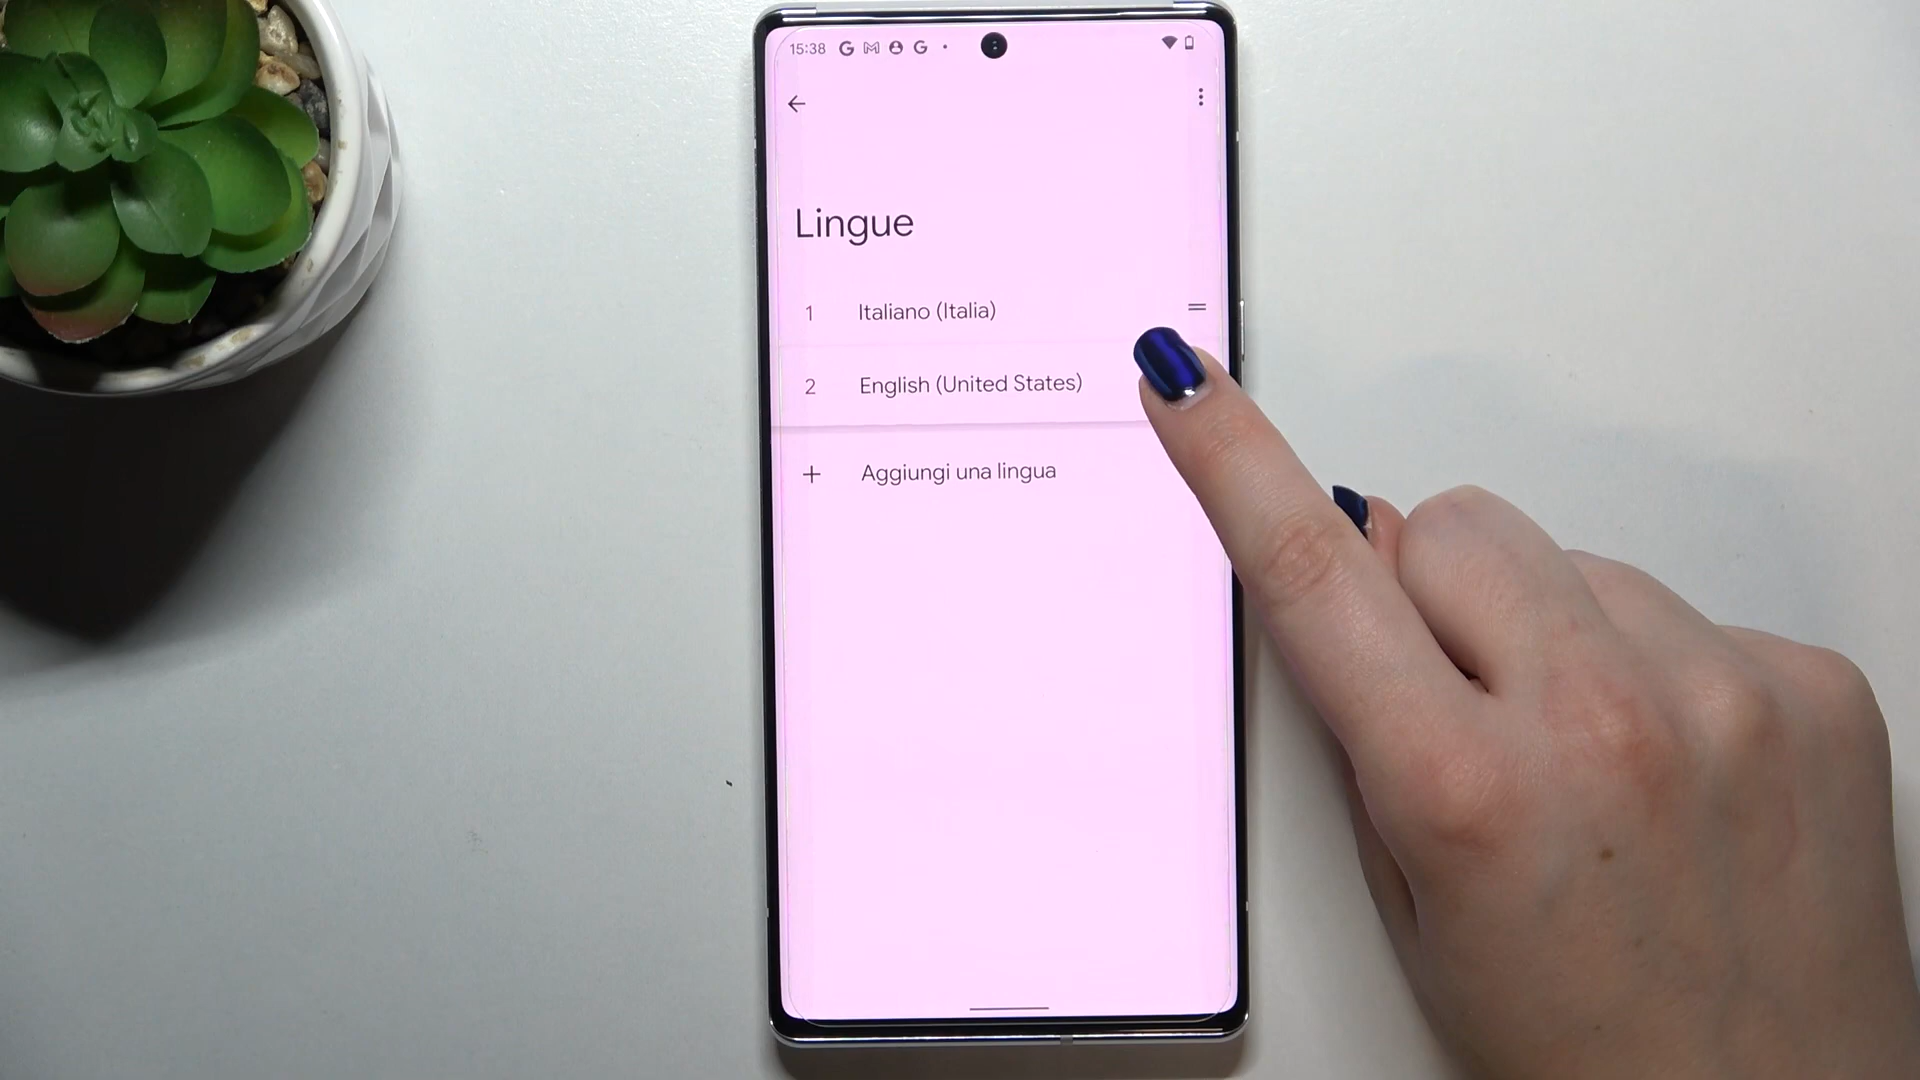 15:38
Lingue
1 Italiano (Italia)
2 English (United States)
+ Aggiungi una lingua